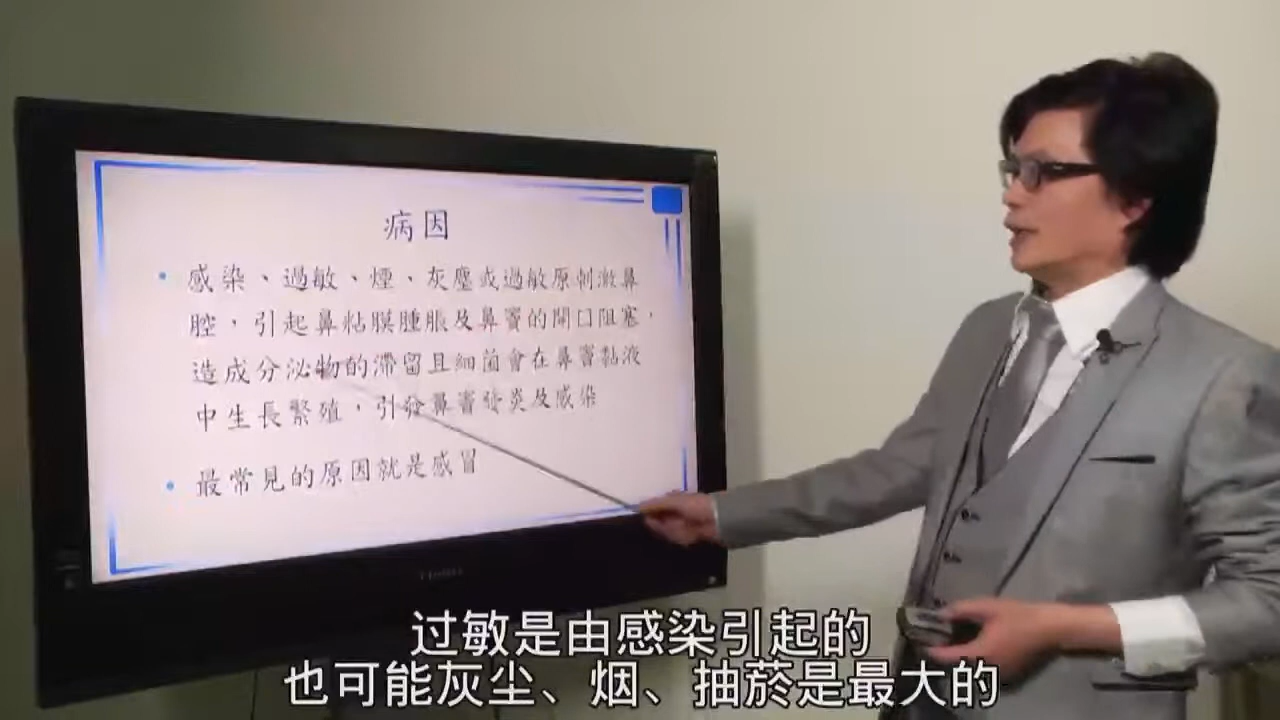 病因
• 感染、過敏、煙、灰塵或過敏原刺激鼻
腔，引起鼻粘膜腫脹及鼻竇的開口阻塞，
造成分泌物的滯留且細菌會在鼻竇黏液
中生長繁殖，引發鼻竇發炎及感染
• 最常見的原因就是感冒
过敏是由感染引起的
也可能灰尘、烟、抽菸是最大的